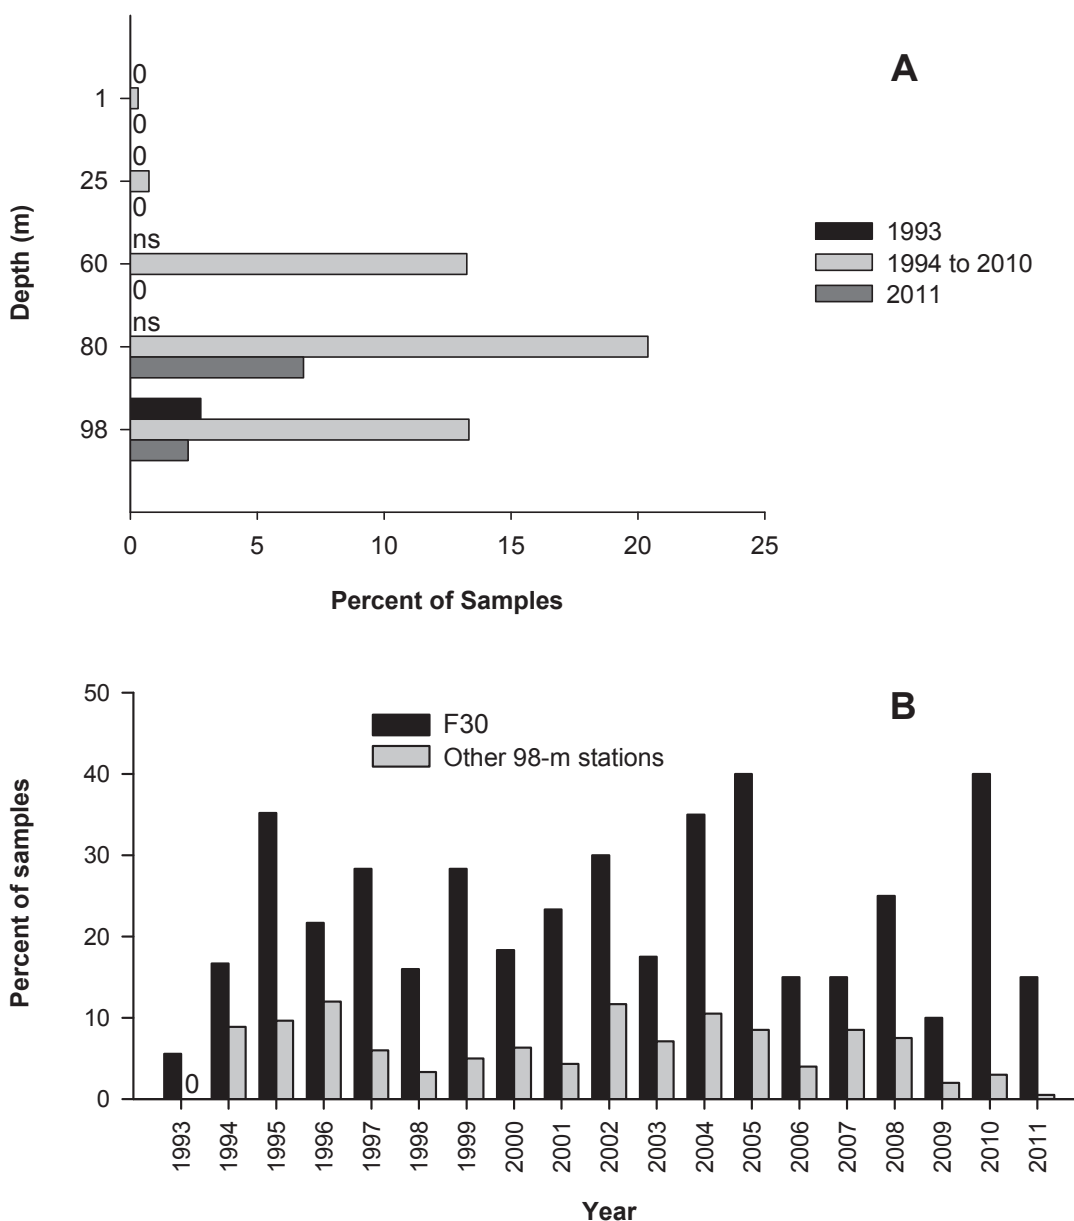 A
0
1
0
0
25
0
ns
60
0
ns
80
98
Depth (m)
1993
1994 to 2010
2011
0 5 10 15 20 25
Percent of Samples
B
50
40
30
20
10
0
Percent of samples
F30
Other 98-m stations
0
1993 1994 1995 1996 1997 1998 1999 2000 2001 2002 2003 2004 2005 2006 2007 2008 2009 2010 2011
Year